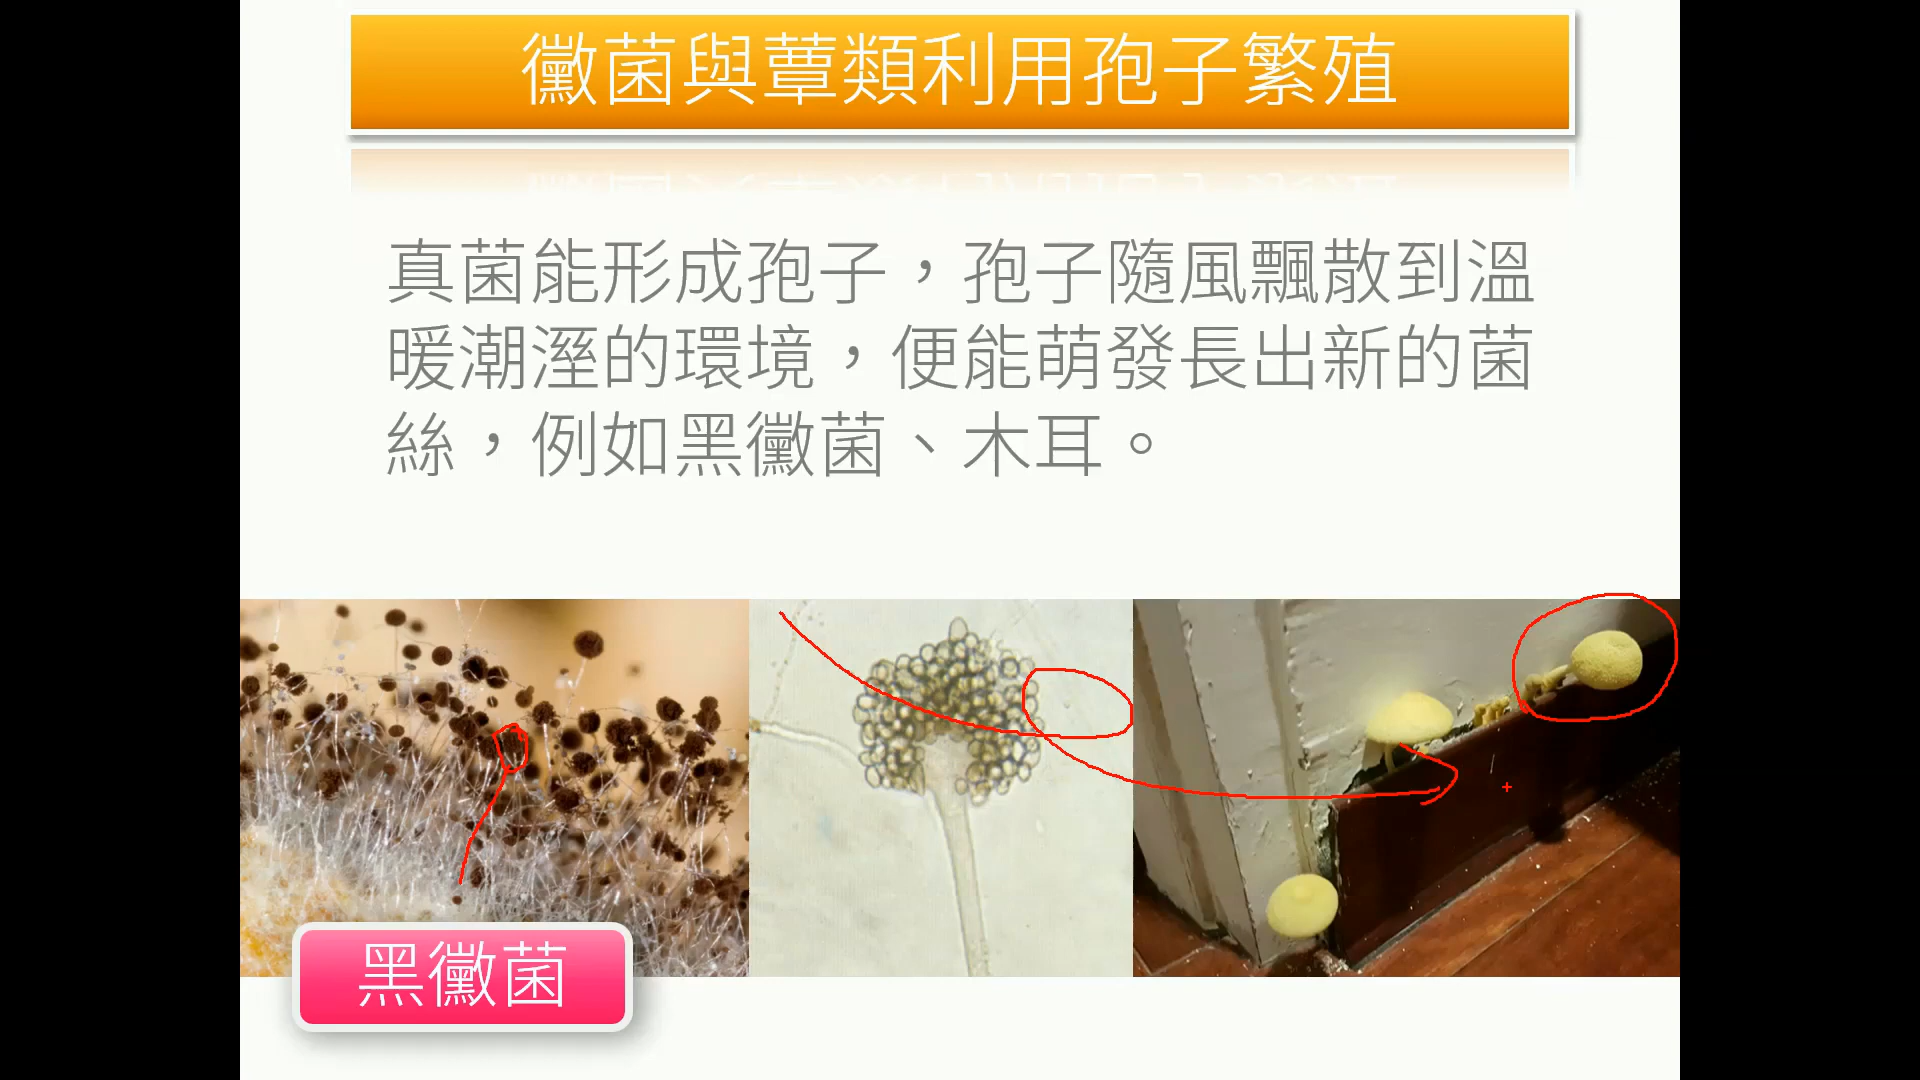 黴菌與蕈類利用孢子繁殖
真菌能形成孢子，孢子隨風飄散到溫
暖潮溼的環境，便能萌發長出新的菌
絲，例如黑黴菌、木耳。
黑黴菌